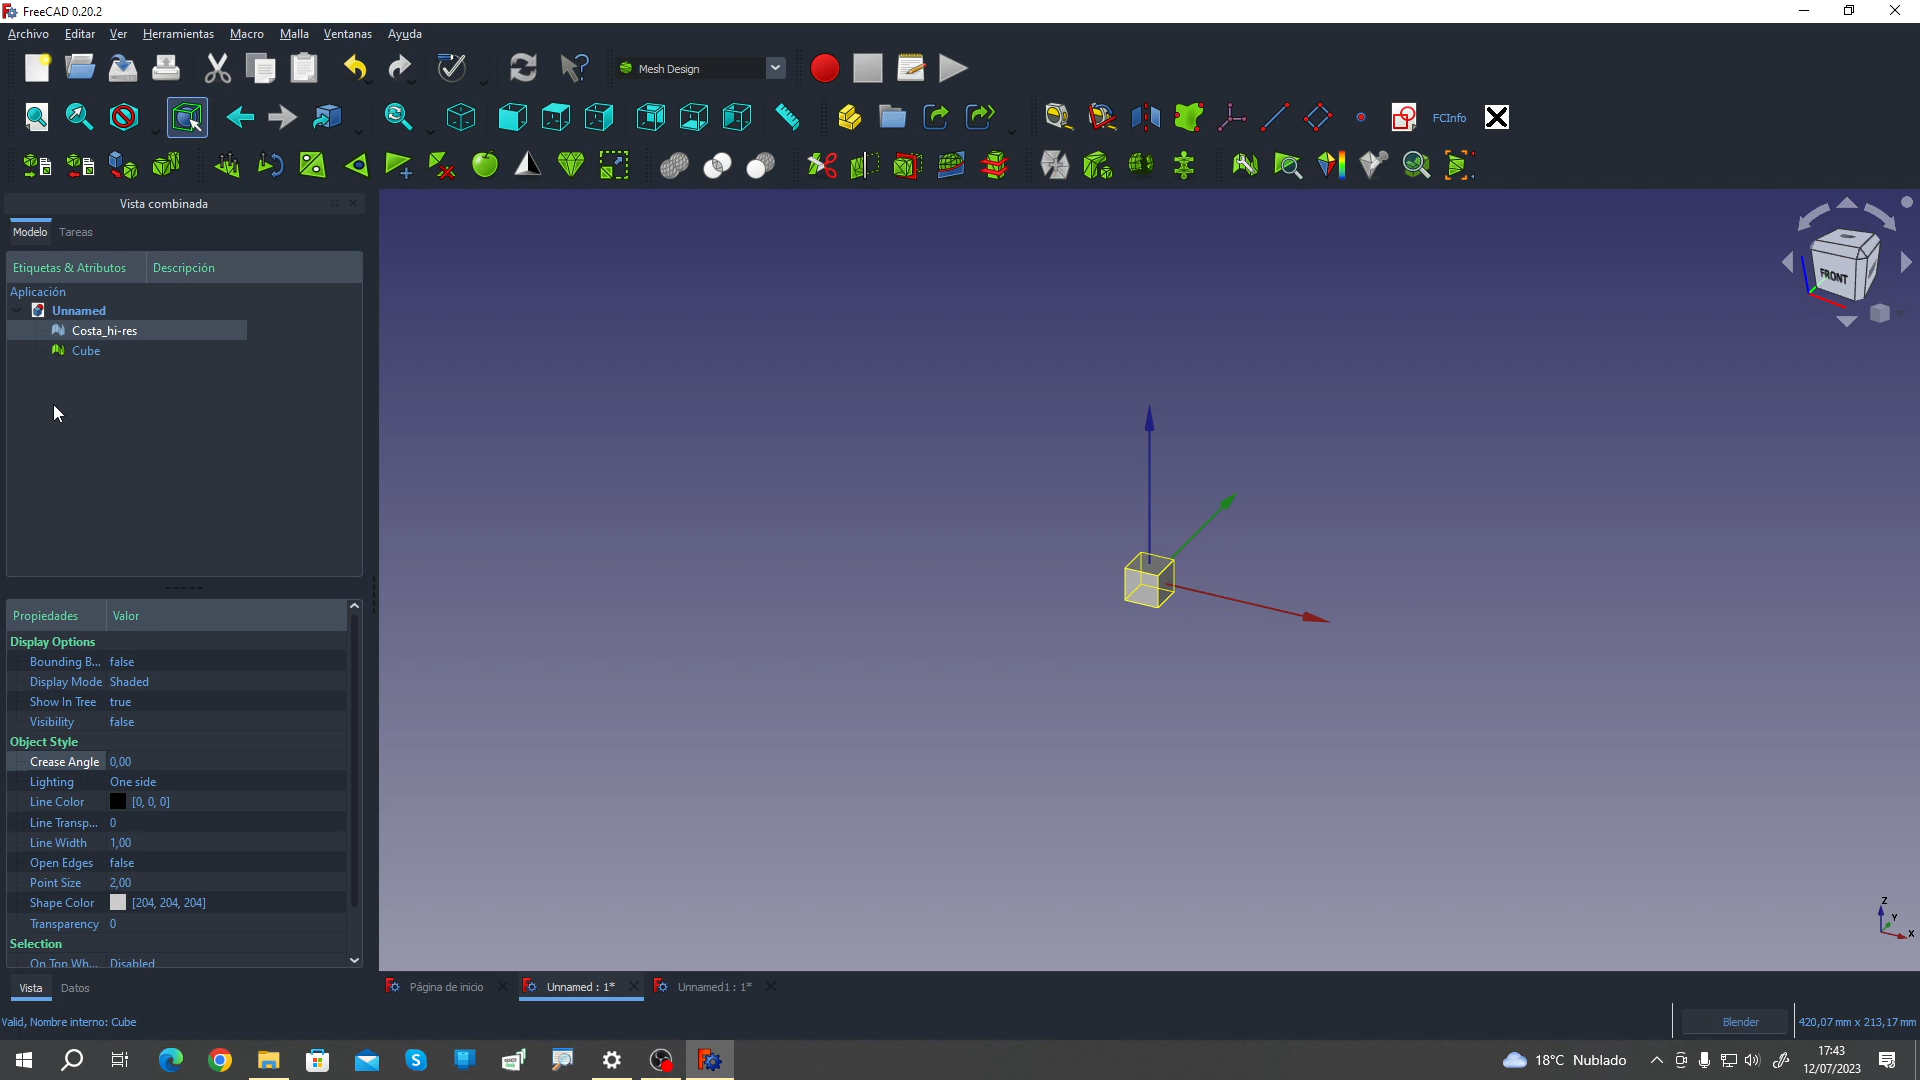 FreeCAD 0.20.2
Archivo Editar Ver Herramientas Macro Malla Ventanas Ayuda
Mesh Design
FCInfo
Vista combinada
Modelo Tareas
Etiquetas & Atributos Descripción
Aplicación
Unnamed
Costa_hi-res
Cube
FRONT
Propiedades Valor
Display Options
Bounding B... false
Display Mode Shaded
Show In Tree true
Visibility false
Object Style
Crease Angle 0,00
Lighting One side
Line Color [0, 0, 0]
Line Transp... 0
Line Width 1,00
Open Edges false
Point Size 2,00
Shape Color [204, 204, 204]
Transparency 0
Selection
On Top Wh... Disabled
Z
Y
X
Vista Datos
Página de inicio Unnamed : 1* Unnamed1 : 1*
Valid, Nombre interno: Cube
Blender 420,07 mm x 213,17 mm
18°C Nublado
17:43
12/07/2023